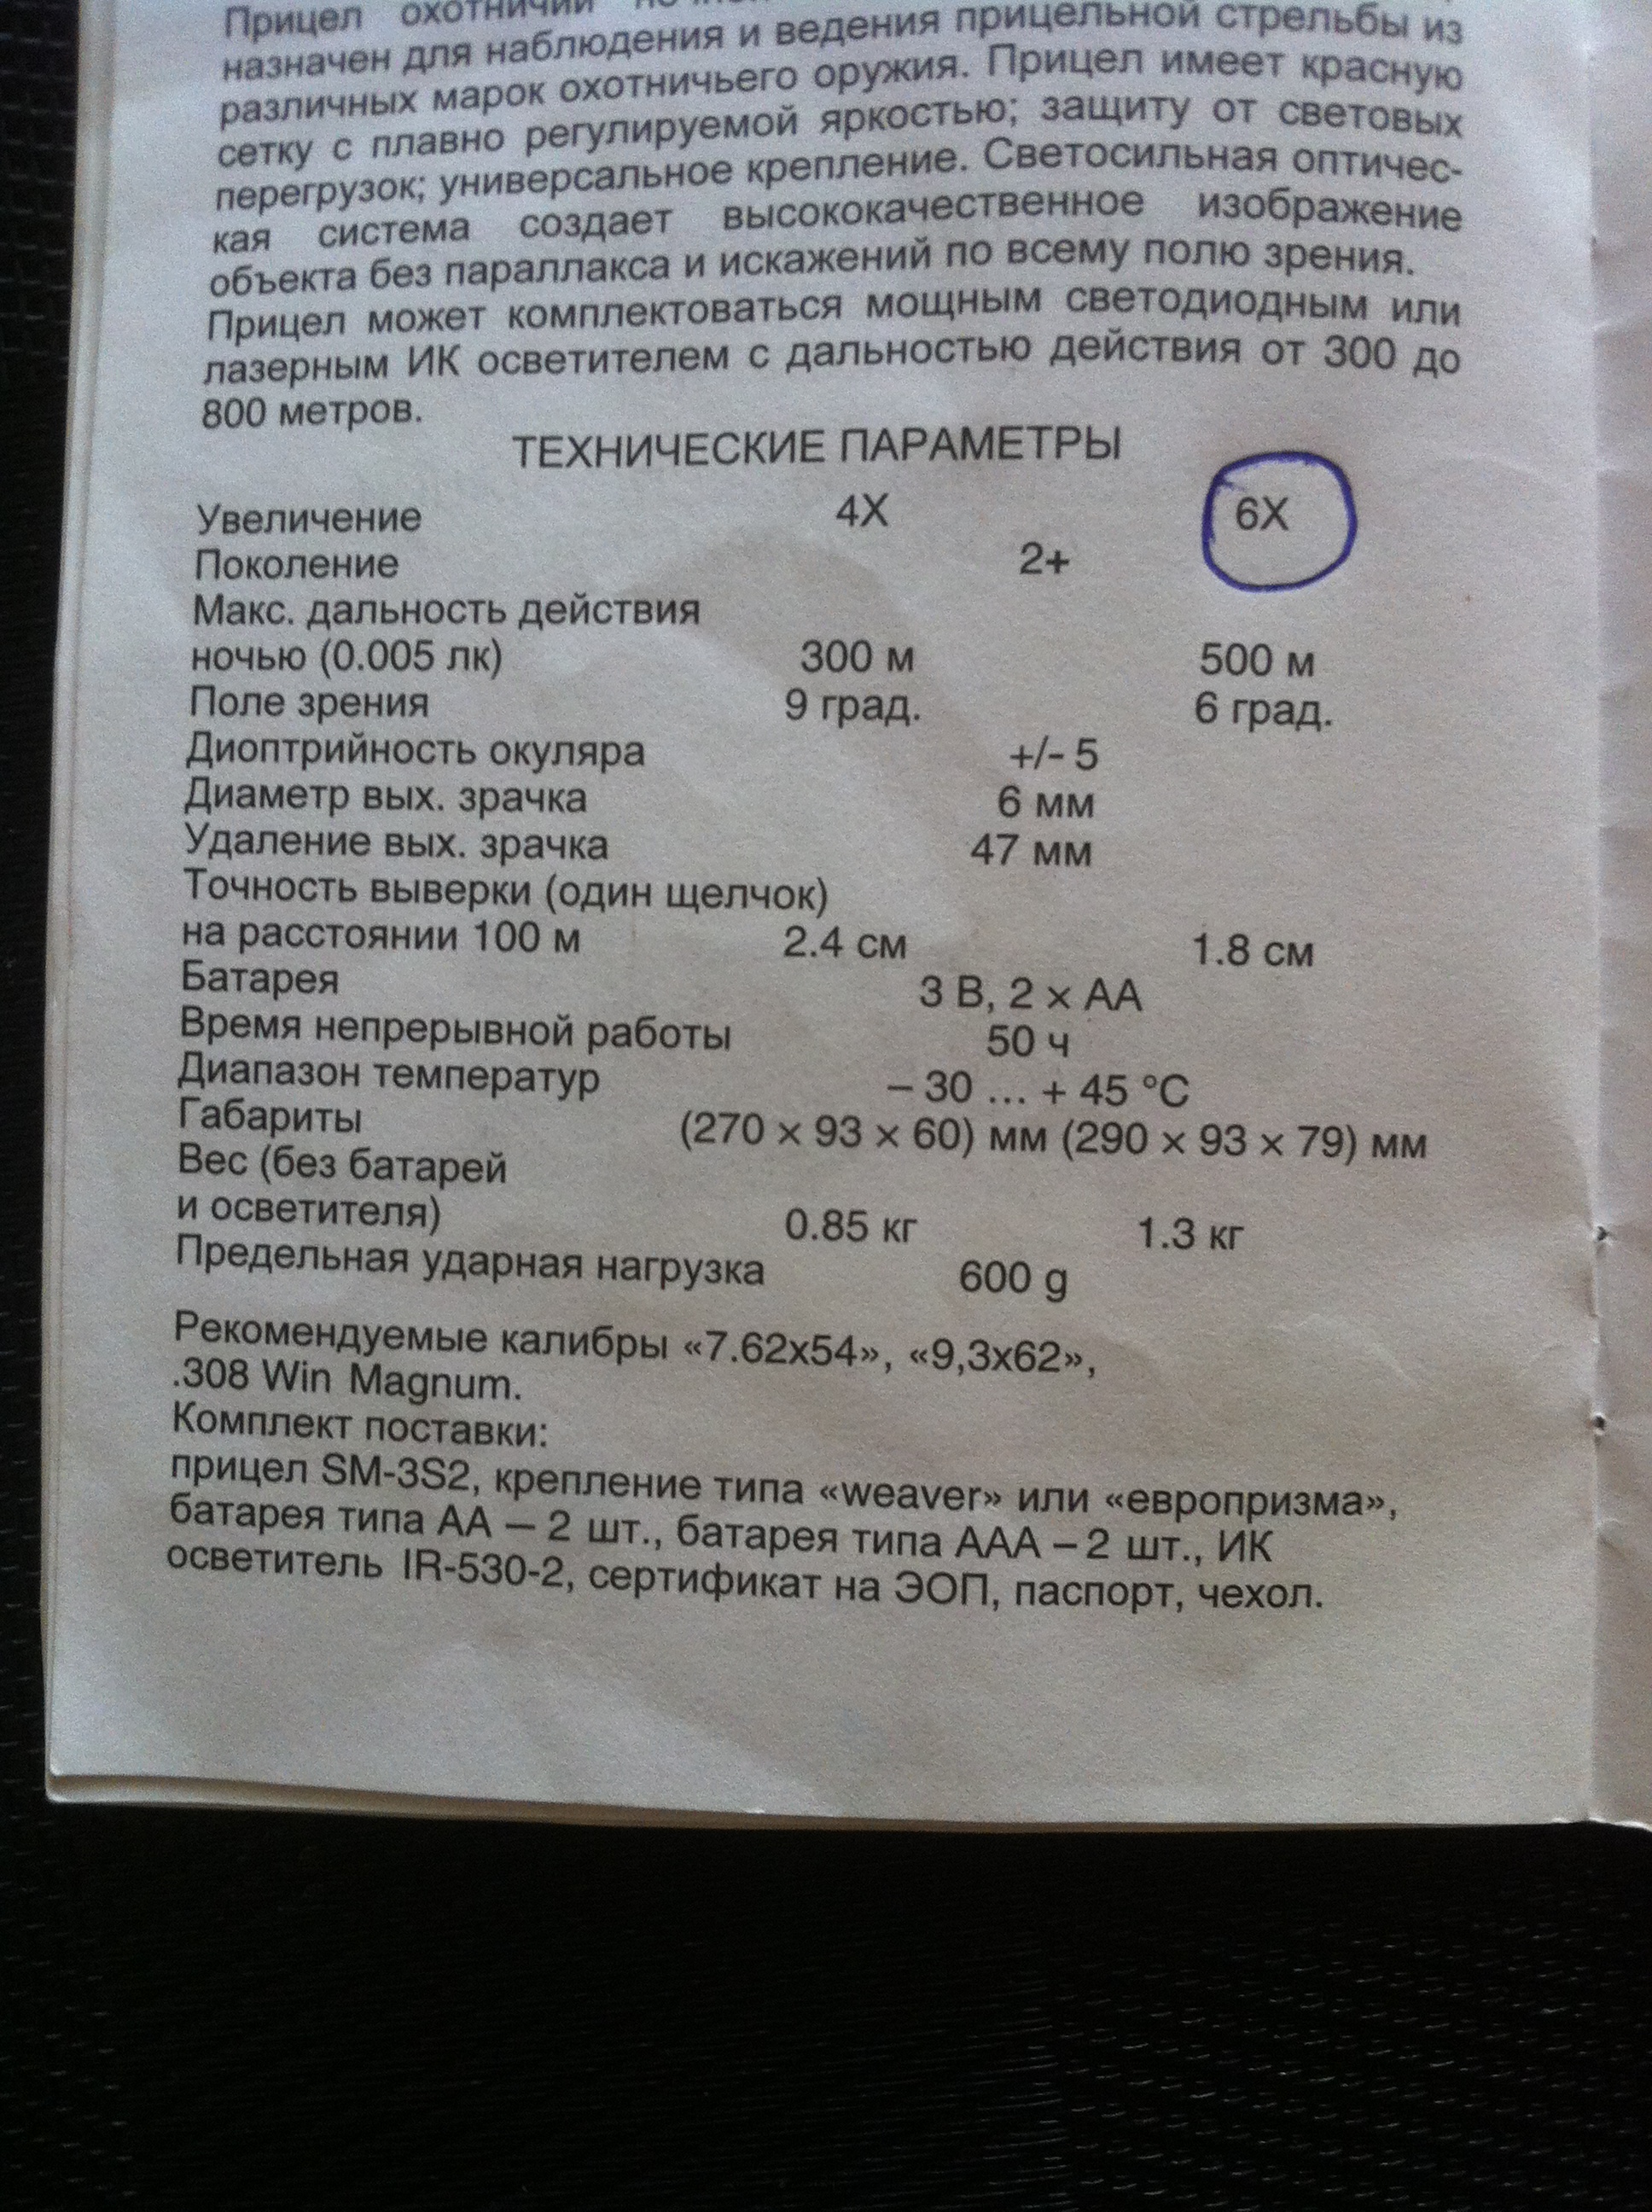 Прицел охотничий
назначен для наблюдения и ведения прицельной стрельбы из
различных марок охотничьего оружия. Прицел имеет красную
сетку с плавно регулируемой яркостью; защиту от световых
перегрузок; универсальное крепление. Светосильная оптичес-
кая система создает высококачественное изображение
объекта без параллакса и искажений по всему полю зрения.
Прицел может комплектоваться мощным светодиодным или
лазерным ИК осветителем с дальностью действия от 300 до
800 метров.
ТЕХНИЧЕСКИЕ ПАРАМЕТРЫ
Увеличение 4X 6X
Поколение 2+
Макс. дальность действия
ночью (0.005 лк) 300 м 500 м
Поле зрения 9 град. 6 град.
Диоптрийность окуляра +/- 5
Диаметр вых. зрачка 6 мм
Удаление вых. зрачка 47 мм
Точность выверки (один щелчок)
на расстоянии 100 м 2.4 см 1.8 см
Батарея 3 В, 2 x АА
Время непрерывной работы 50 ч
Диапазон температур – 30 ... + 45 °С
Габариты (270 x 93 x 60) мм (290 x 93 x 79) мм
Вес (без батарей
и осветителя) 0.85 кг 1.3 кг
Предельная ударная нагрузка 600 g
Рекомендуемые калибры «7.62x54», «9,3x62»,
.308 Win Magnum.
Комплект поставки:
прицел SM-3S2, крепление типа «weaver» или «европризма»,
батарея типа АА — 2 шт., батарея типа ААА – 2 шт., ИК
осветитель IR-530-2, сертификат на ЭОП, паспорт, чехол.